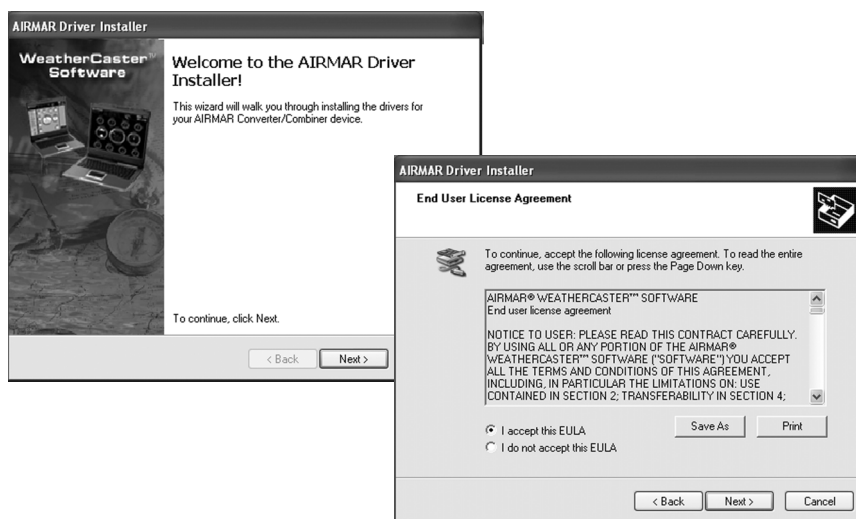 AIRMAR Driver Installer
WeatherCaster™
Software
Welcome to the AIRMAR Driver
Installer!
This wizard will walk you through installing the drivers for
your AIRMAR Converter/Combiner device.
To continue, click Next.
< Back
Next >
AIRMAR Driver Installer
End User License Agreement
To continue, accept the following license agreement. To read the entire
agreement, use the scroll bar or press the Page Down key.
AIRMAR® WEATHERCASTER™ SOFTWARE
End user license agreement
NOTICE TO USER: PLEASE READ THIS CONTRACT CAREFULLY.
BY USING ALL OR ANY PORTION OF THE AIRMAR®
WEATHERCASTER™ SOFTWARE ("SOFTWARE") YOU ACCEPT
ALL THE TERMS AND CONDITIONS OF THIS AGREEMENT,
INCLUDING, IN PARTICULAR THE LIMITATIONS ON: USE
CONTAINED IN SECTION 2; TRANSFERABILITY IN SECTION 4;
I accept this EULA
I do not accept this EULA
Save As
Print
< Back
Next >
Cancel